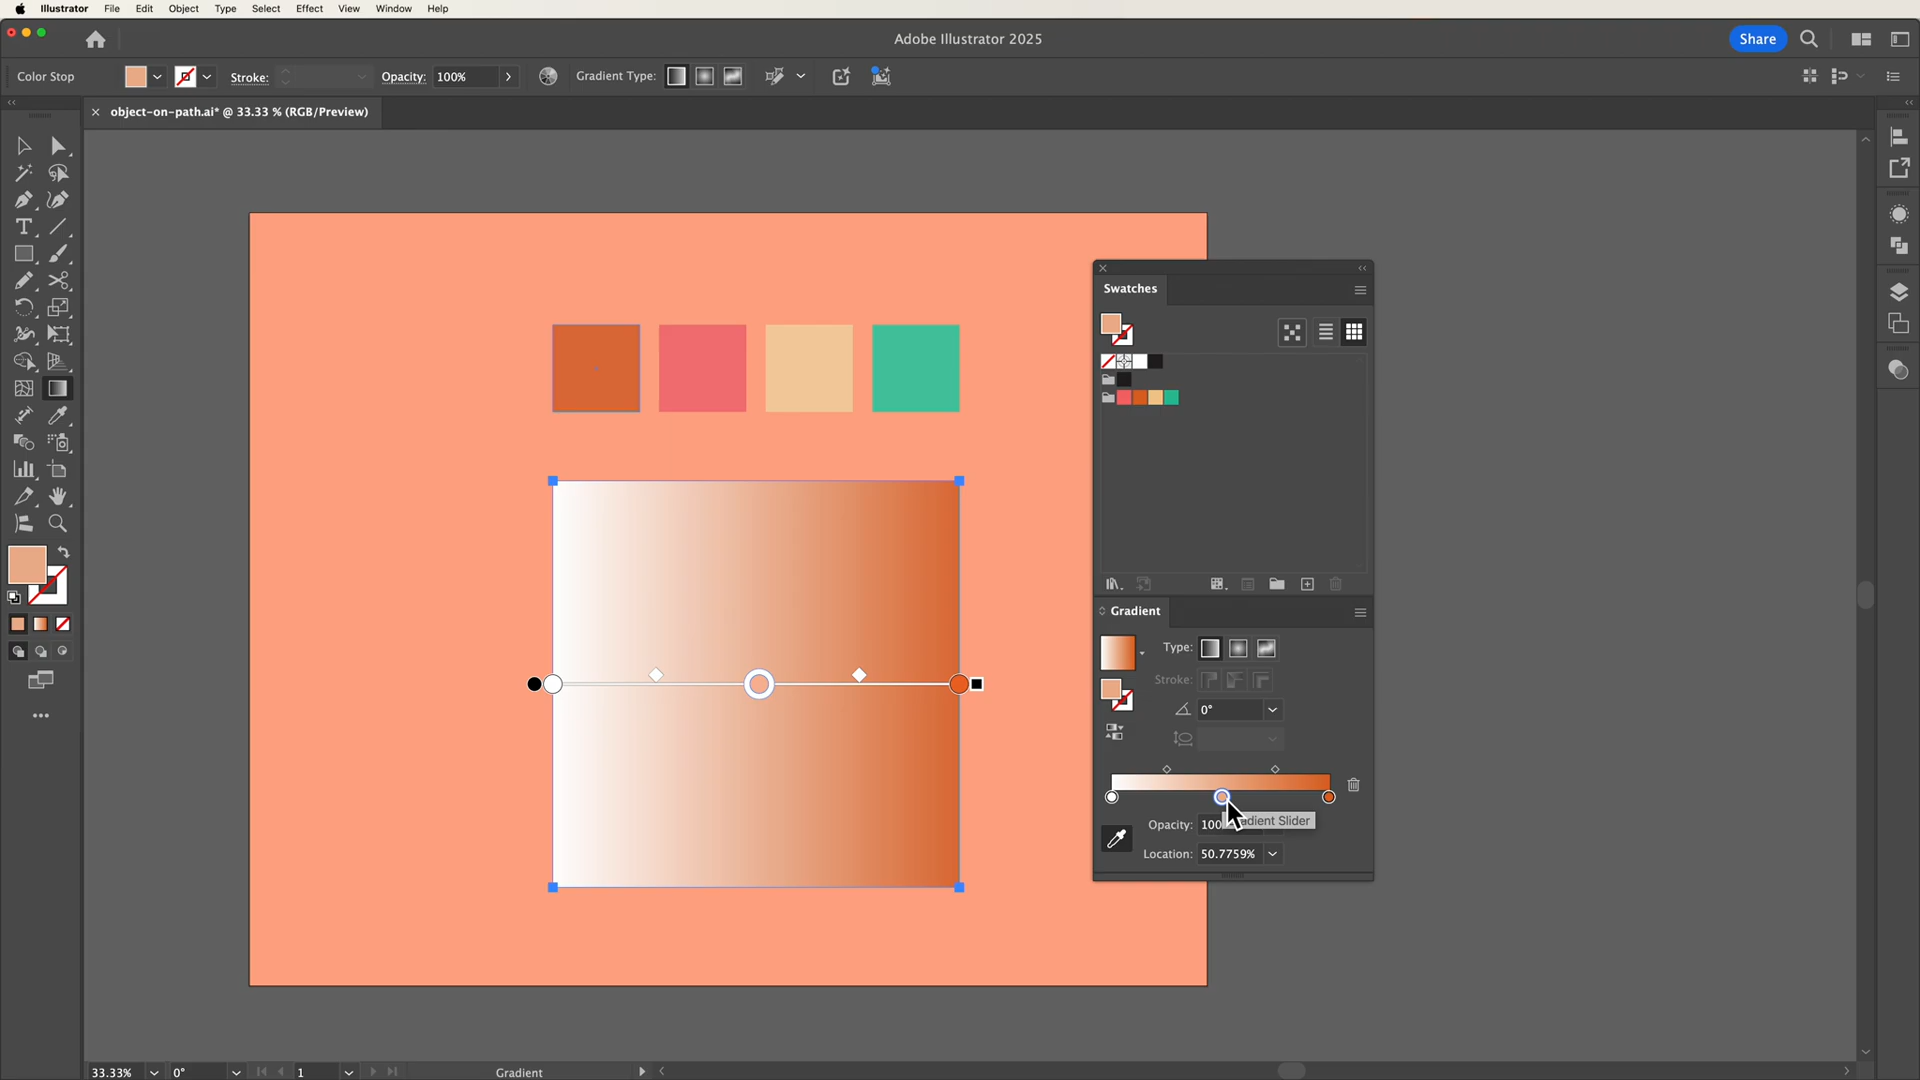 Illustrator File Edit Object Type Select Effect View Window Help
Adobe Illustrator 2025
Share
Color Stop
Stroke:
Opacity: 100%
Gradient Type:
× object-on-path.ai* @ 33.33 % (RGB/Preview)
Swatches
Gradient
Type:
Stroke:
0°
Gradient Slider
Opacity: 100
Location: 50.7759%
33.33%
0°
1
Gradient